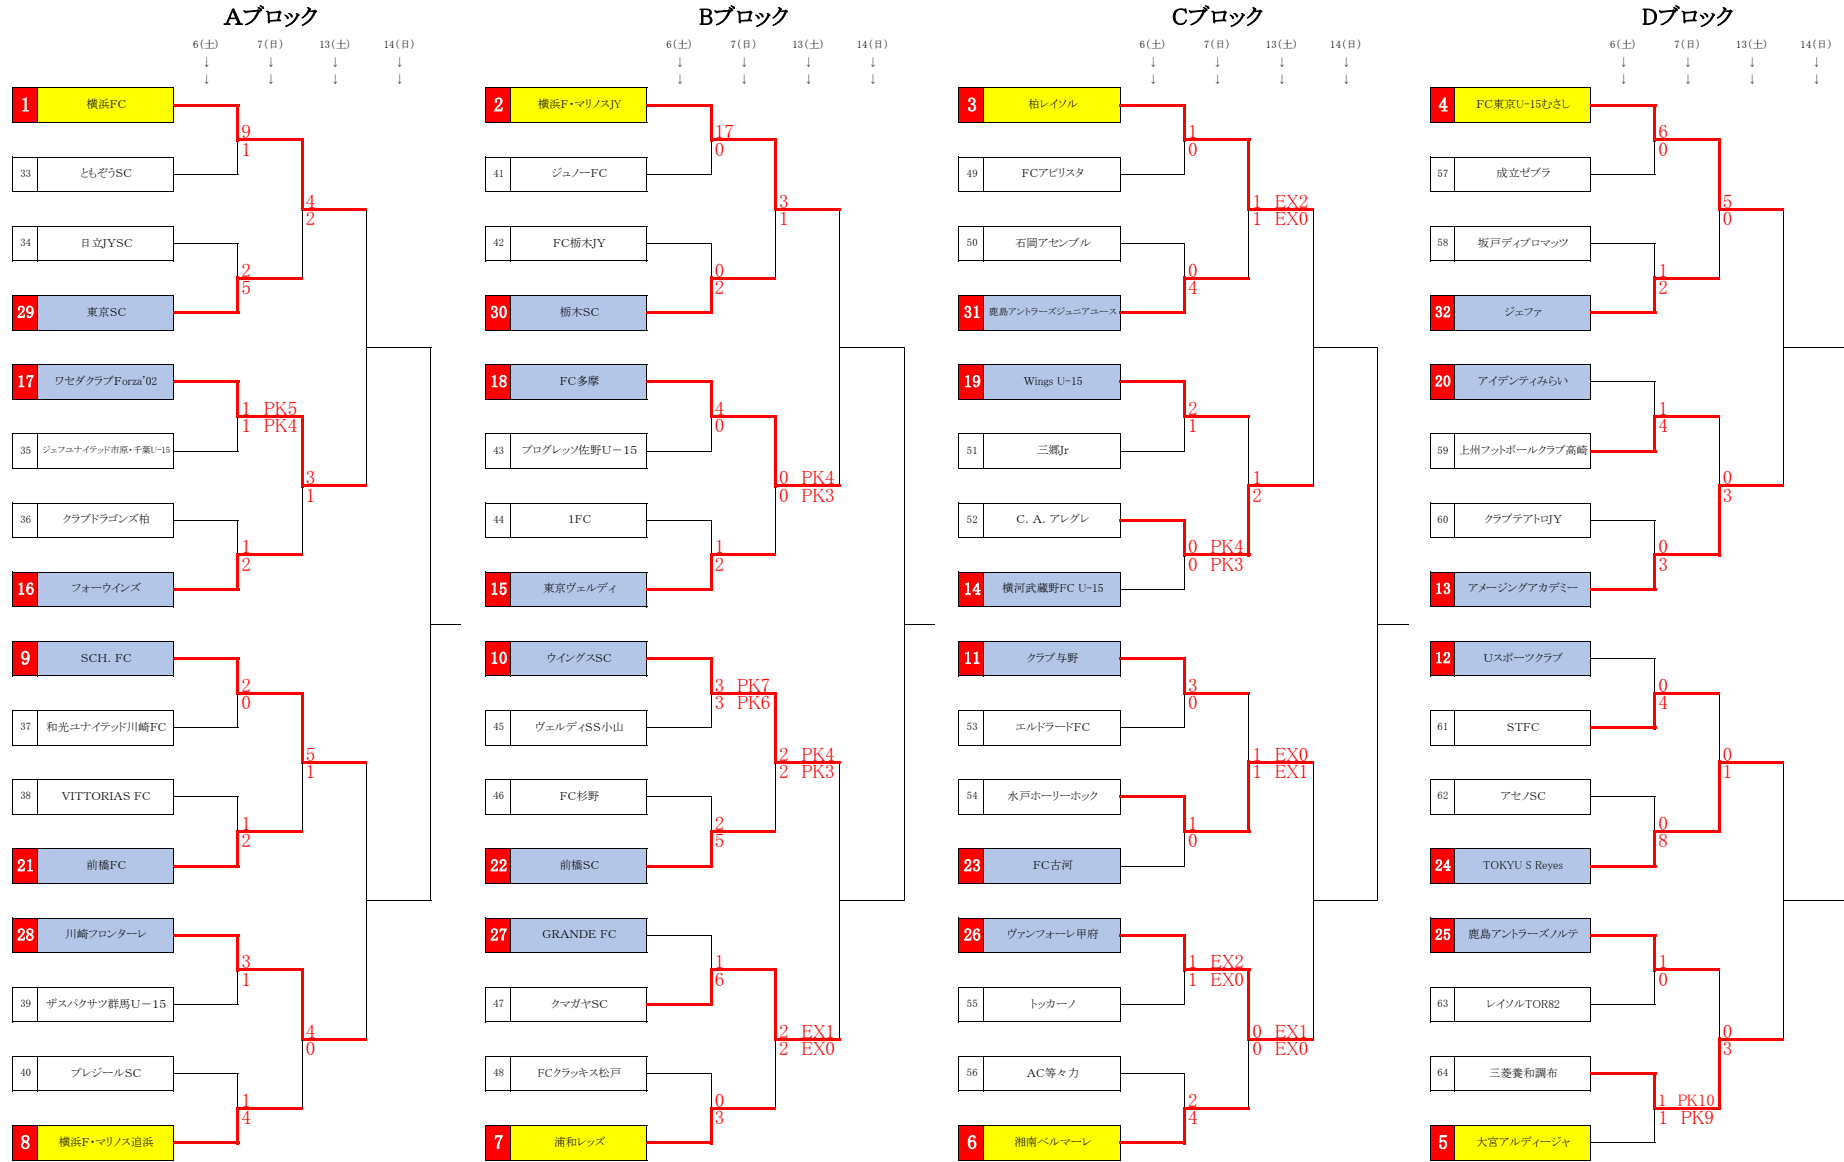 Aブロック
6(土) 7(日) 13(土) 14(日)
↓ ↓ ↓ ↓
↓ ↓ ↓ ↓
1 横浜FC
9
1
33 ともぞうSC
4
2
34 日立JYSC
2
5
29 東京SC
17 ワセダクラブForza'02
1 PK5
1 PK4
35 ジェフユナイテッド市原・千葉U-15
3
1
36 クラブドラゴンズ柏
1
2
16 フォーウインズ
9 SCH. FC
2
0
37 和光ユナイテッド川崎FC
5
1
38 VITTORIAS FC
1
2
21 前橋FC
28 川崎フロンターレ
3
1
39 ザスパクサツ群馬U-15
4
0
40 プレジールSC
1
4
8 横浜F・マリノス追浜
Bブロック
6(土) 7(日) 13(土) 14(日)
↓ ↓ ↓ ↓
↓ ↓ ↓ ↓
2 横浜F・マリノスJY
17
0
41 ジュノーFC
3
1
42 FC栃木JY
0
2
30 栃木SC
18 FC多摩
4
0
43 プログレッソ佐野U-15
0 PK4
0 PK3
44 1FC
1
2
15 東京ヴェルディ
10 ウイングスSC
3 PK7
3 PK6
45 ヴェルディSS小山
2 PK4
2 PK3
46 FC杉野
2
5
22 前橋SC
27 GRANDE FC
1
6
47 クマガヤSC
2 EX1
2 EX0
48 FCクラッキス松戸
0
3
7 浦和レッズ
Cブロック
6(土) 7(日) 13(土) 14(日)
↓ ↓ ↓ ↓
↓ ↓ ↓ ↓
3 柏レイソル
1
0
49 FCアビリスタ
1 EX2
1 EX0
50 石岡アセンブル
0
4
31 鹿島アントラーズジュニアユース
19 Wings U-15
2
1
51 三郷Jr
1
2
52 C. A. アレグレ
0 PK4
0 PK3
14 横河武蔵野FC U-15
11 クラブ与野
3
0
53 エルドラードFC
1 EX0
1 EX1
54 水戸ホーリーホック
1
0
23 FC古河
26 ヴァンフォーレ甲府
1 EX2
1 EX0
55 トッカーノ
0 EX1
0 EX0
56 AC等々力
2
4
6 湘南ベルマーレ
Dブロック
6(土) 7(日) 13(土) 14(日)
↓ ↓ ↓ ↓
↓ ↓ ↓ ↓
4 FC東京U-15むさし
6
0
57 成立ゼブラ
5
0
58 坂戸ディプロマッツ
1
2
32 ジェファ
20 アイデンティみらい
1
4
59 上州フットボールクラブ高崎
0
3
60 クラブテアトロJY
0
3
13 アメージングアカデミー
12 Uスポーツクラブ
0
4
61 STFC
0
1
62 アセノSC
0
8
24 TOKYU S Reyes
25 鹿島アントラーズノルテ
1
0
63 レイソルTOR82
0
3
64 三菱養和調布
1 PK10
1 PK9
5 大宮アルディージャ